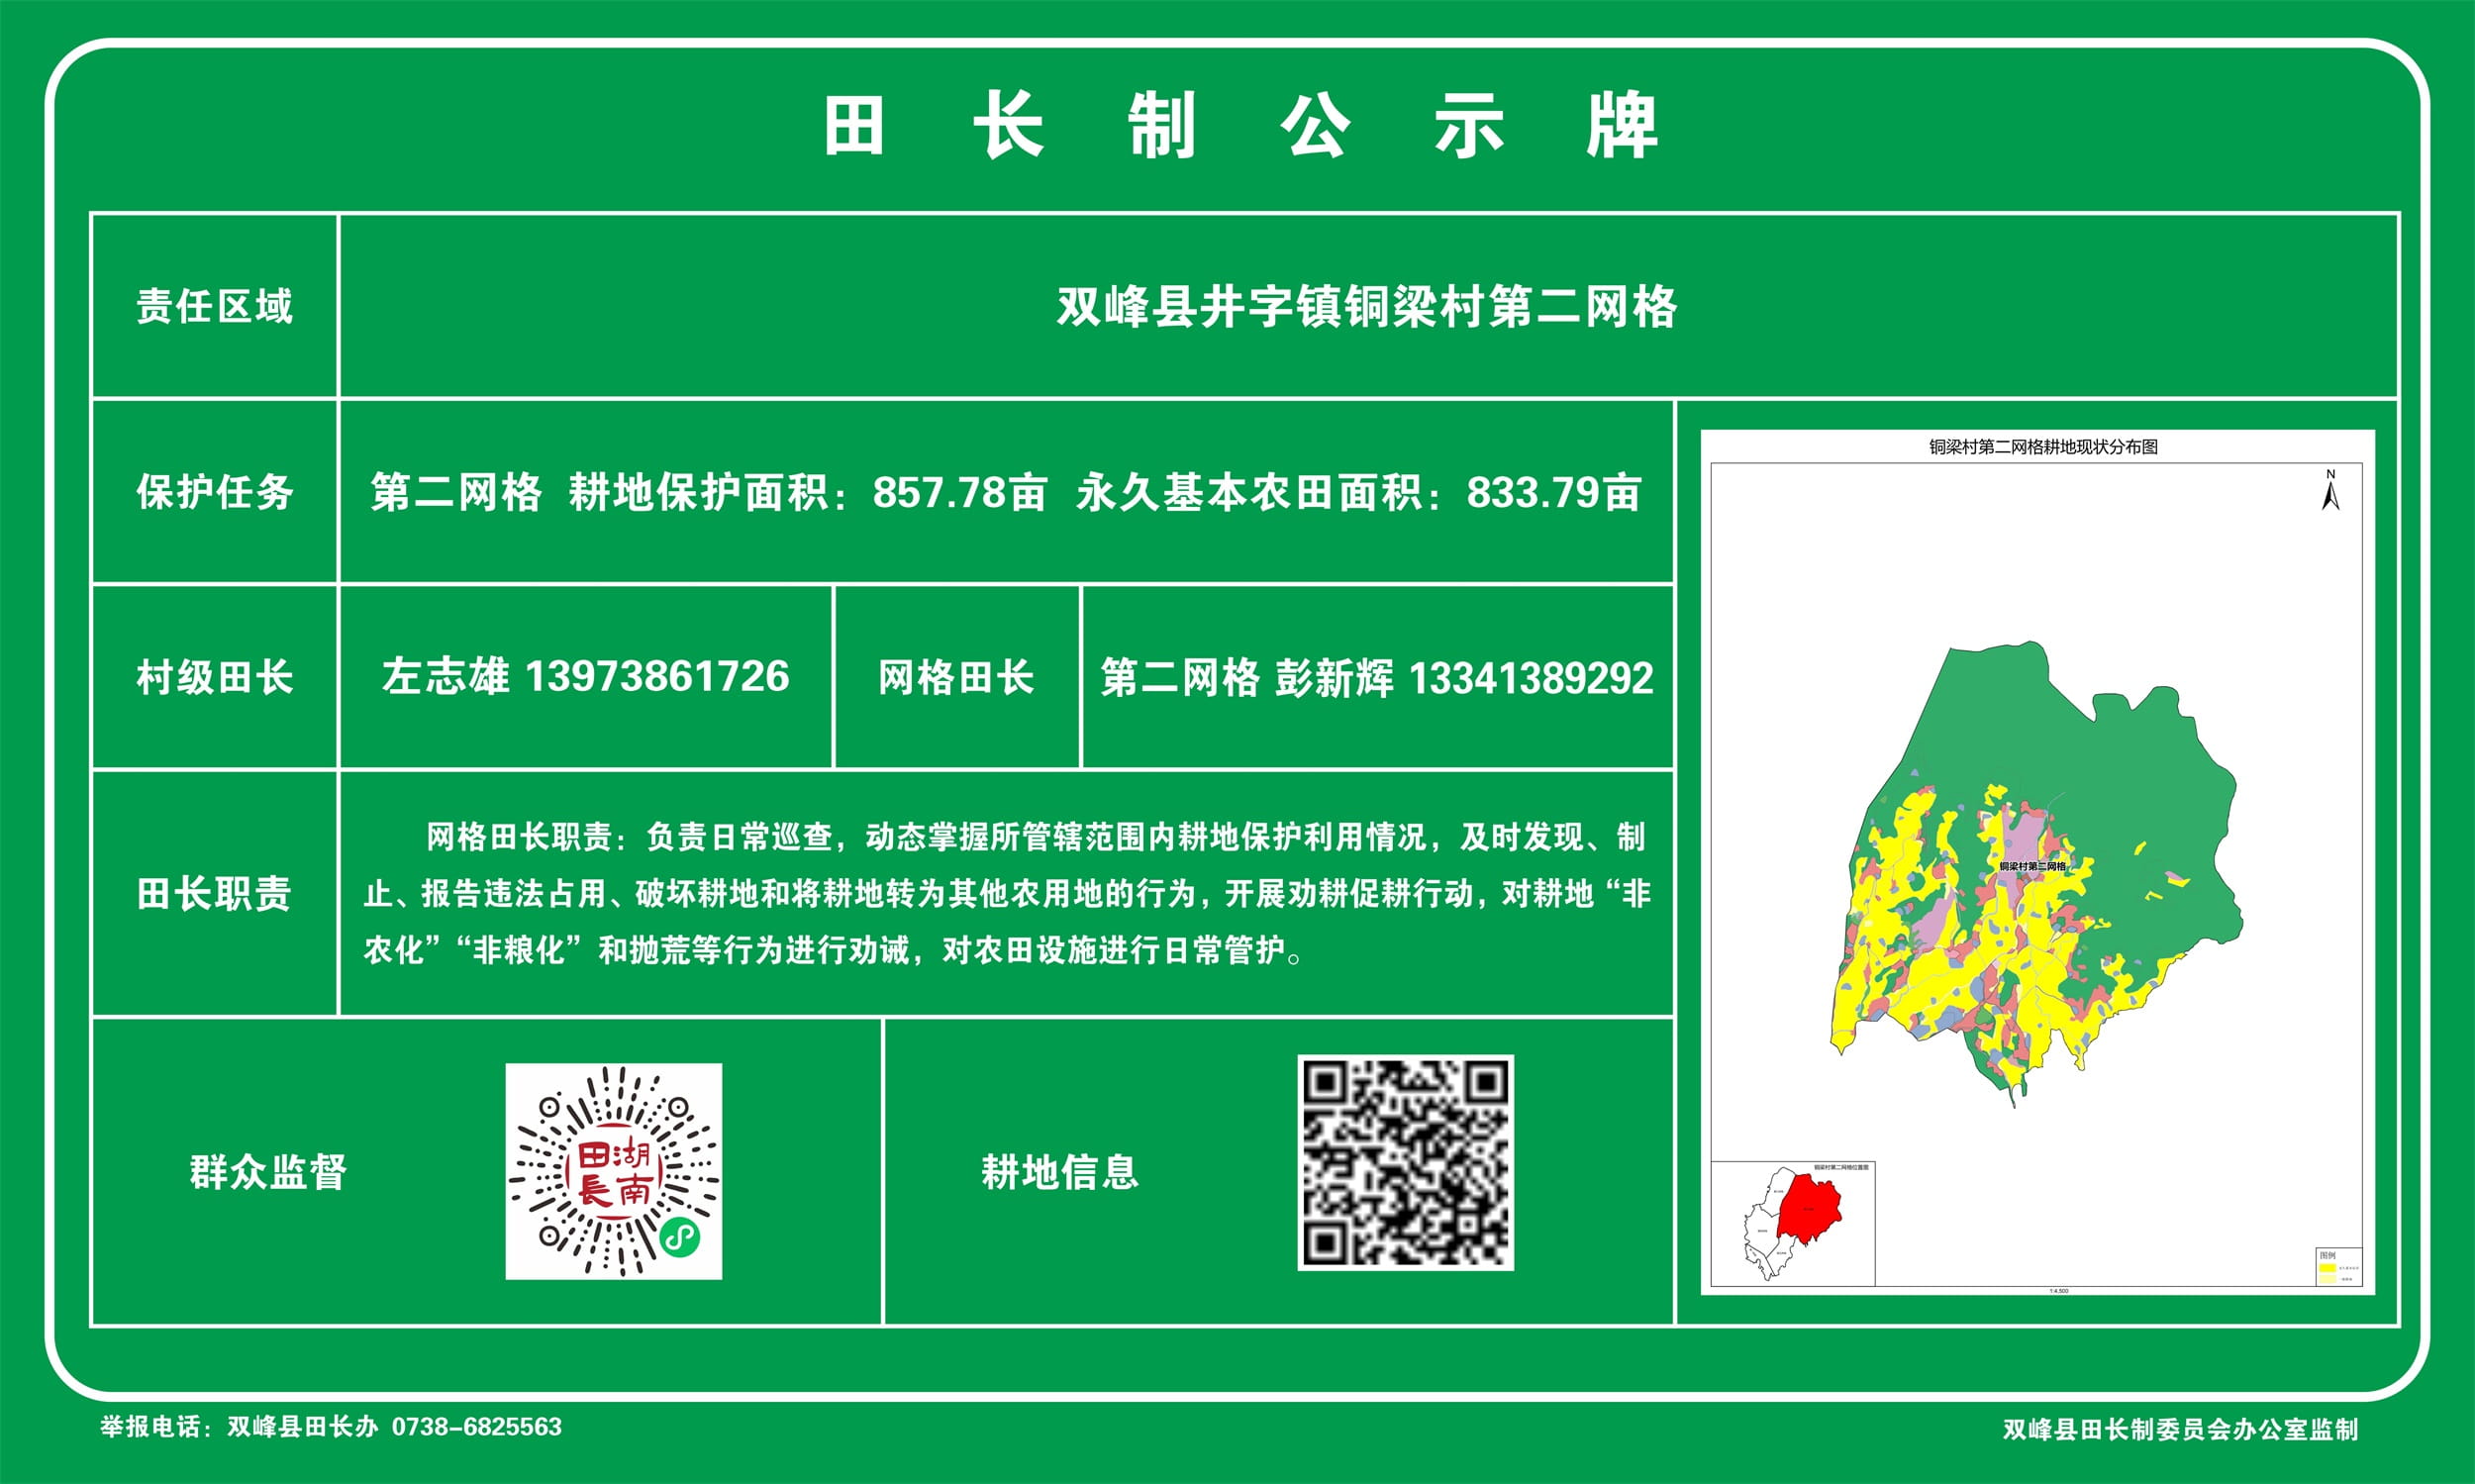 田长制公示牌
责任区域
双峰县井字镇铜梁村第二网格
保护任务
第二网格 耕地保护面积：857.78亩 永久基本农田面积：833.79亩
村级田长
左志雄 13973861726
网格田长
第二网格 彭新辉 13341389292
田长职责
网格田长职责：负责日常巡查，动态掌握所管辖范围内耕地保护利用情况，及时发现、制
止、报告违法占用、破坏耕地和将耕地转为其他农用地的行为，开展劝耕促耕行动，对耕地“非
农化”“非粮化”和抛荒等行为进行劝诫，对农田设施进行日常管护。
群众监督
湖南
田長
耕地信息
铜梁村第二网格耕地现状分布图
N
铜梁村第二网格
铜梁村第二网格位置图
图例
1:4,500
举报电话：双峰县田长办 0738-6825563
双峰县田长制委员会办公室监制